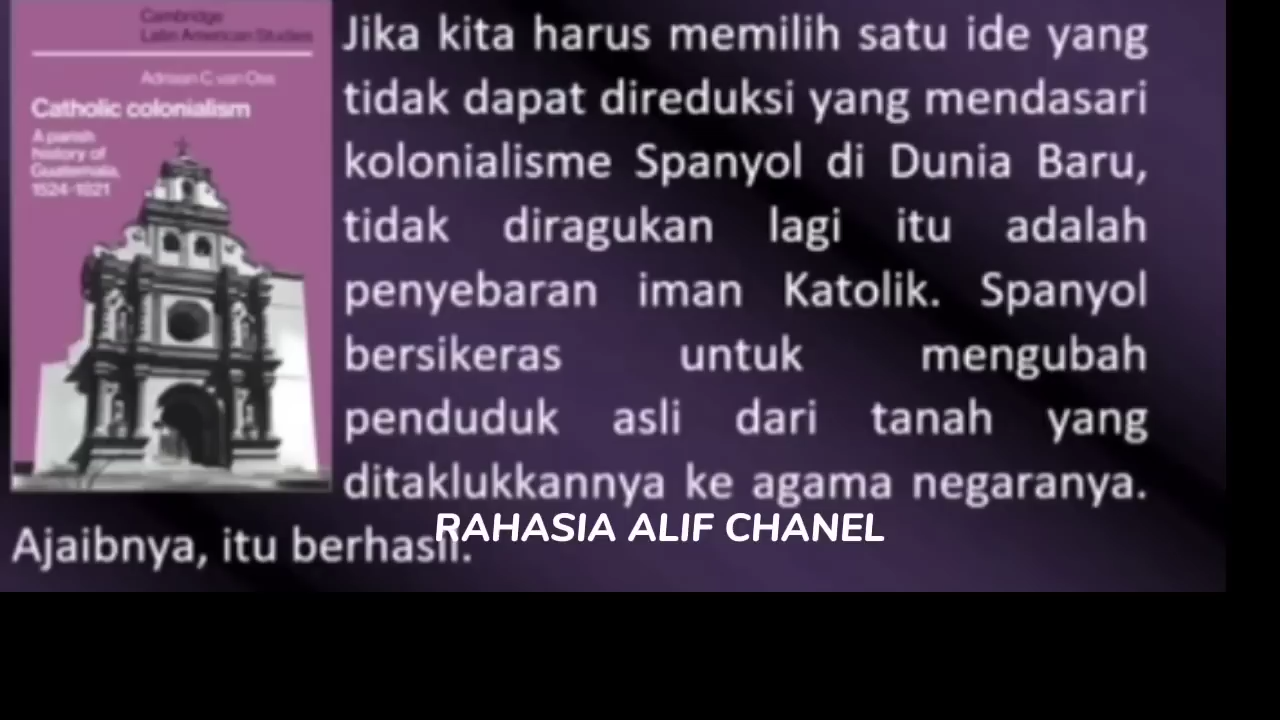 Cambridge
Latin American Studies
Adriaan C. van Oss
Catholic colonialism
A parish
history of
Guatemala,
1524-1821
Jika kita harus memilih satu ide yang
tidak dapat direduksi yang mendasari
kolonialisme Spanyol di Dunia Baru,
tidak diragukan lagi itu adalah
penyebaran iman Katolik. Spanyol
bersikeras untuk mengubah
penduduk asli dari tanah yang
ditaklukkannya ke agama negaranya.
Ajaibnya, itu berhasil.
RAHASIA ALIF CHANEL